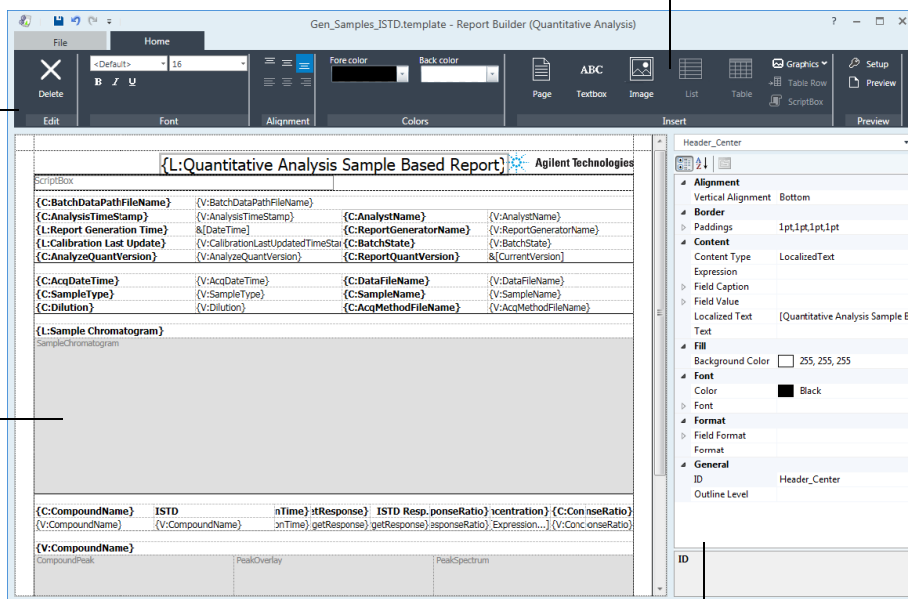 Gen_Samples_ISTD.template - Report Builder (Quantitative Analysis)
File Home
Delete
Edit
<Default> 16
B I U
Font
Alignment
Fore color Back color
Colors
Page
ABC
Textbox
Image
List
Table
Graphics
Table Row
ScriptBox
Insert
Setup
Preview
Preview
{L:Quantitative Analysis Sample Based Report} Agilent Technologies
ScriptBox
{C:BatchDataPathFileName} {V:BatchDataPathFileName}
{C:AnalysisTimeStamp} {V:AnalysisTimeStamp} {C:AnalystName} {V:AnalystName}
{L:Report Generation Time} &[DateTime] {C:ReportGeneratorName} {V:ReportGeneratorName}
{L:Calibration Last Update} {V:CalibrationLastUpdatedTimeStar {C:BatchState} {V:BatchState}
{C:AnalyzeQuantVersion} {V:AnalyzeQuantVersion} {C:ReportQuantVersion} &[CurrentVersion]
{C:AcqDateTime} {V:AcqDateTime} {C:DataFileName} {V:DataFileName}
{C:SampleType} {V:SampleType} {C:SampleName} {V:SampleName}
{C:Dilution} {V:Dilution} {C:AcqMethodFileName} {V:AcqMethodFileName}
{L:Sample Chromatogram}
SampleChromatogram
{C:CompoundName} ISTD nTime} etResponse} ISTD Resp. ponseRatio} ncentration} {C:Con nseRatio}
{V:CompoundName} {V:CompoundName} onTime} getResponse} getResponse} esponseRatio} [Expression...] {V:Conc onseRatio}
{V:CompoundName}
CompoundPeak PeakOverlay PeakSpectrum
Header_Center
Alignment
Vertical Alignment Bottom
Border
Paddings 1pt,1pt,1pt,1pt
Content
Content Type LocalizedText
Expression
Field Caption
Field Value
Localized Text [Quantitative Analysis Sample B
Text
Fill
Background Color 255, 255, 255
Font
Color Black
Font
Format
Field Format
Format
General
ID Header_Center
Outline Level
ID